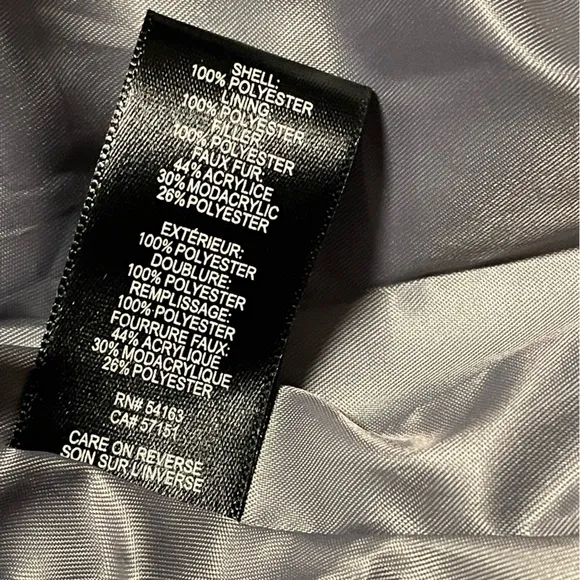 SHELL:
100% POLYESTER
LINING:
100% POLYESTER
FILLER:
100% POLYESTER
FAUX FUR:
44% ACRYLICE
30% MODACRYLIC
26% POLYESTER
EXTÉRIEUR:
100% POLYESTER
DOUBLURE:
100% POLYESTER
REMPLISSAGE:
100% POLYESTER
FOURRURE FAUX:
44% ACRYLIQUE
30% MODACRYLIQUE
26% POLYESTER
RN# 54163
CA# 57151
CARE ON REVERSE
SOIN SUR L'INVERSE